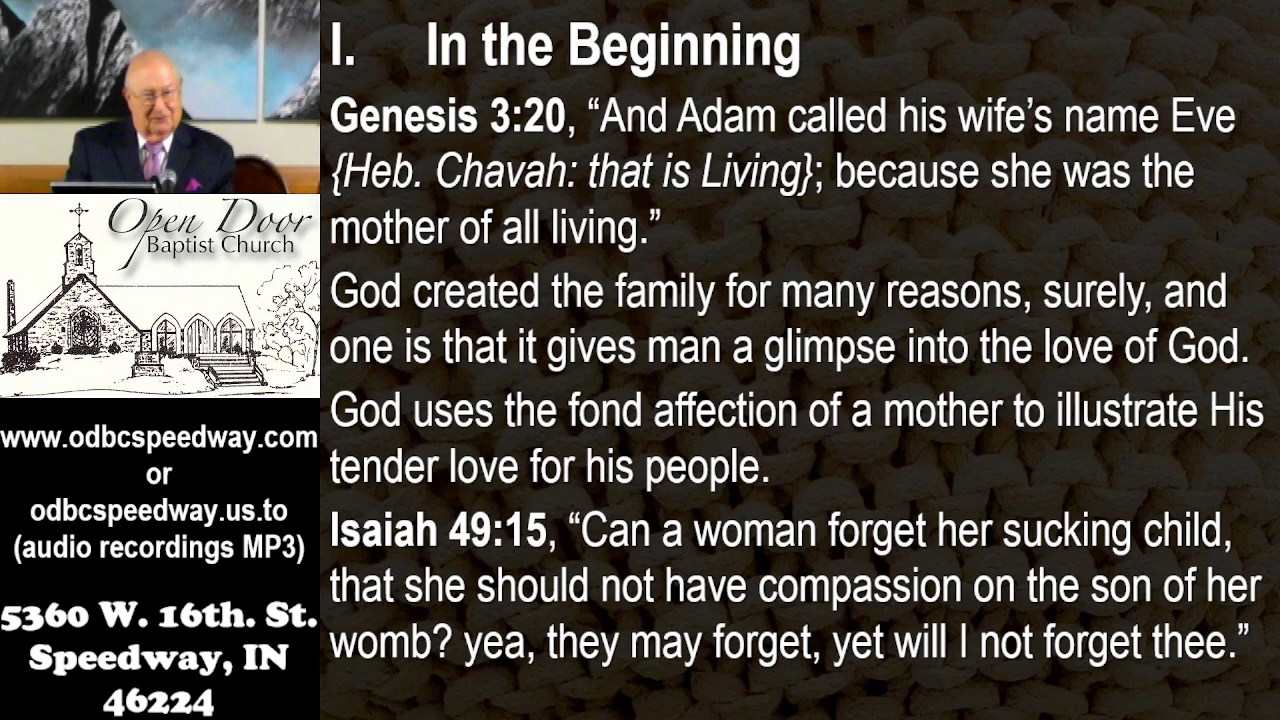 Open Door
Baptist Church
www.odbcspeedway.com
or
odbcspeedway.us.to
(audio recordings MP3)
5360 W. 16th. St.
Speedway, IN
46224
I. In the Beginning
Genesis 3:20, “And Adam called his wife’s name Eve
{Heb. Chavah: that is Living}; because she was the
mother of all living.”
God created the family for many reasons, surely, and
one is that it gives man a glimpse into the love of God.
God uses the fond affection of a mother to illustrate His
tender love for his people.
Isaiah 49:15, “Can a woman forget her sucking child,
that she should not have compassion on the son of her
womb? yea, they may forget, yet will I not forget thee.”